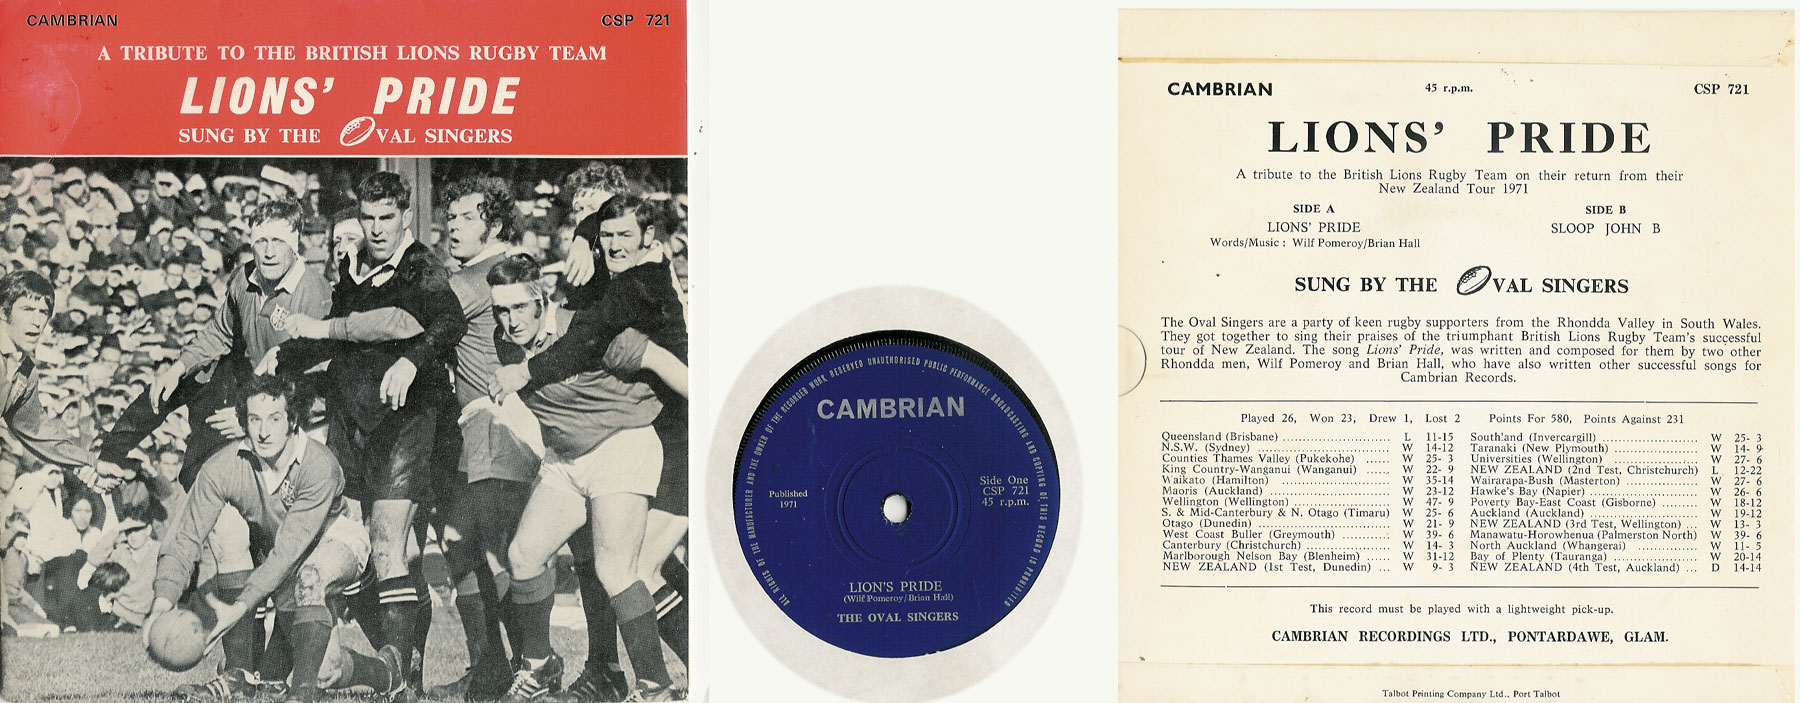 CAMBRIAN CSP 721
A TRIBUTE TO THE BRITISH LIONS RUGBY TEAM
LIONS' PRIDE
SUNG BY THE OVAL SINGERS
ALL RIGHTS OF THE MANUFACTURER AND THE OWNER OF THE RECORDED WORK RESERVED UNAUTHORISED PUBLIC PERFORMANCE BROADCASTING AND COPYING OF THIS RECORD IS PROHIBITED
CAMBRIAN
Published
1971
Side One
CSP 721
45 r.p.m.
LION'S PRIDE
(Wilf Pomeroy/Brian Hall)
THE OVAL SINGERS
CAMBRIAN 45 r.p.m. CSP 721
LIONS' PRIDE
A tribute to the British Lions Rugby Team on their return from their
New Zealand Tour 1971
SIDE A SIDE B
LIONS' PRIDE SLOOP JOHN B
Words/Music : Wilf Pomeroy/Brian Hall
SUNG BY THE OVAL SINGERS
The Oval Singers are a party of keen rugby supporters from the Rhondda Valley in South Wales.
They got together to sing their praises of the triumphant British Lions Rugby Team's successful
tour of New Zealand. The song Lions' Pride, was written and composed for them by two other
Rhondda men, Wilf Pomeroy and Brian Hall, who have also written other successful songs for
Cambrian Records.
Played 26, Won 23, Drew 1, Lost 2 Points For 580, Points Against 231
Queensland (Brisbane) ........ L 11-15
N.S.W. (Sydney) ........ W 14-12
Counties Thames Valley (Pukekohe) ...... W 25- 3
King Country-Wanganui (Wanganui) ...... W 22- 9
Waikato (Hamilton) ........ W 35-14
Maoris (Auckland) ........ W 23-12
Wellington (Wellington) ........ W 47- 9
S. & Mid-Canterbury & N. Otago (Timaru) W 25- 6
Otago (Dunedin) ........ W 21- 9
West Coast Buller (Greymouth) ........ W 39- 6
Canterbury (Christchurch) ........ W 14- 3
Marlborough Nelson Bay (Blenheim) ...... W 31-12
NEW ZEALAND (1st Test, Dunedin) ... W 9- 3
South'and (Invercargill) ........ W 25- 3
Taranaki (New Plymouth) ........ W 14- 9
Universities (Wellington) ........ W 27- 6
NEW ZEALAND (2nd Test, Christchurch) L 12-22
Wairarapa-Bush (Masterton) ........ W 27- 6
Hawke's Bay (Napier) ........ W 26- 6
Poverty Bay-East Coast (Gisborne) ........ W 18-12
Auckland (Auckland) ........ W 19-12
NEW ZEALAND (3rd Test, Wellington) ... W 13- 3
Manawatu-Horowhenua (Palmerston North) W 39- 6
North Auckland (Whangerai) ........ W 11- 5
Bay of Plenty (Tauranga) ........ W 20-14
NEW ZEALAND (4th Test, Auckland) ... D 14-14
This record must be played with a lightweight pick-up.
CAMBRIAN RECORDINGS LTD., PONTARDAWE, GLAM.
Talbot Printing Company Ltd., Port Talbot